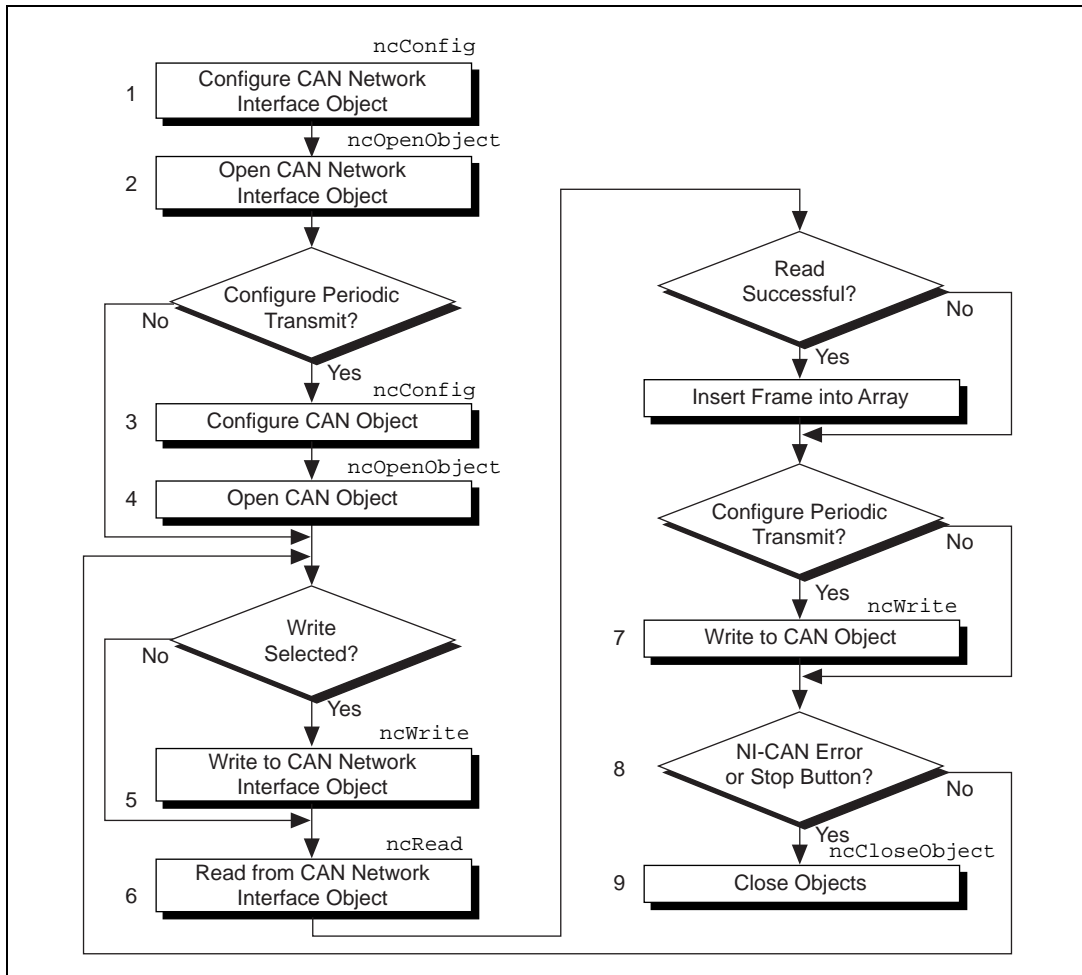 ncConfig
1
Configure CAN Network
Interface Object
ncOpenObject
2
Open CAN Network
Interface Object
Configure Periodic
Transmit?
No
Yes
ncConfig
3
Configure CAN Object
ncOpenObject
4
Open CAN Object
Write
Selected?
No
Yes
ncWrite
Write to CAN Network
Interface Object
5
ncRead
Read from CAN Network
Interface Object
6
Read
Successful?
No
Yes
Insert Frame into Array
Configure Periodic
Transmit?
No
Yes
ncWrite
7
Write to CAN Object
NI-CAN Error
or Stop Button?
8
No
Yes
ncCloseObject
9
Close Objects